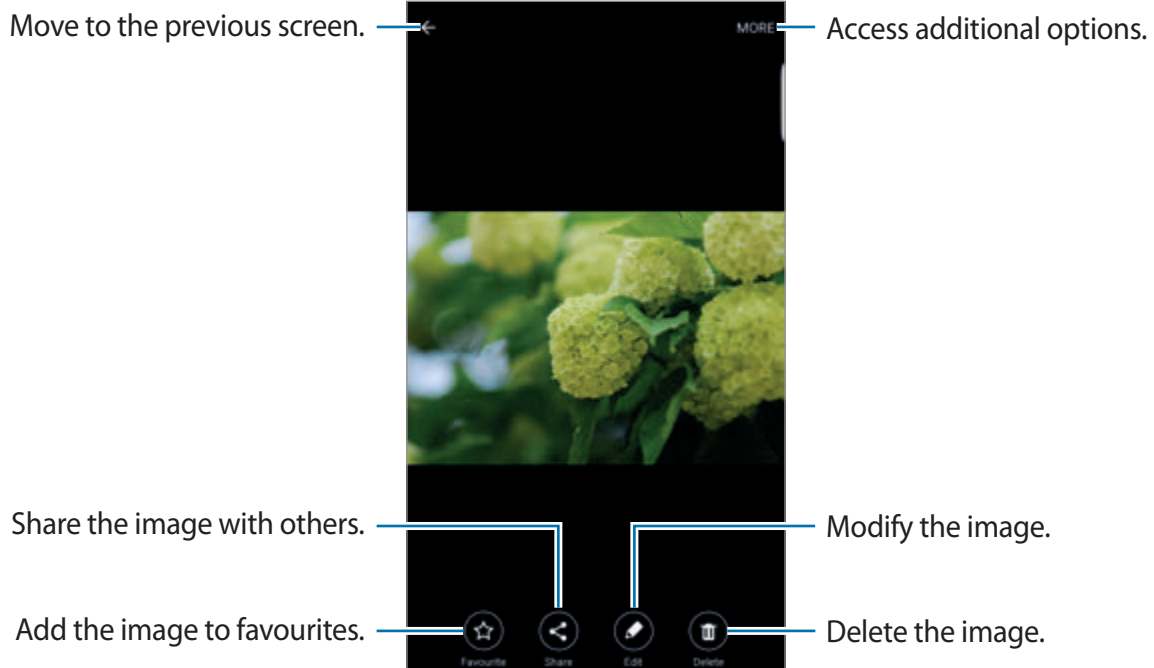 Move to the previous screen.
MORE
Access additional options.
Share the image with others.
Modify the image.
Add the image to favourites.
Delete the image.
Favourite
Share
Edit
Delete